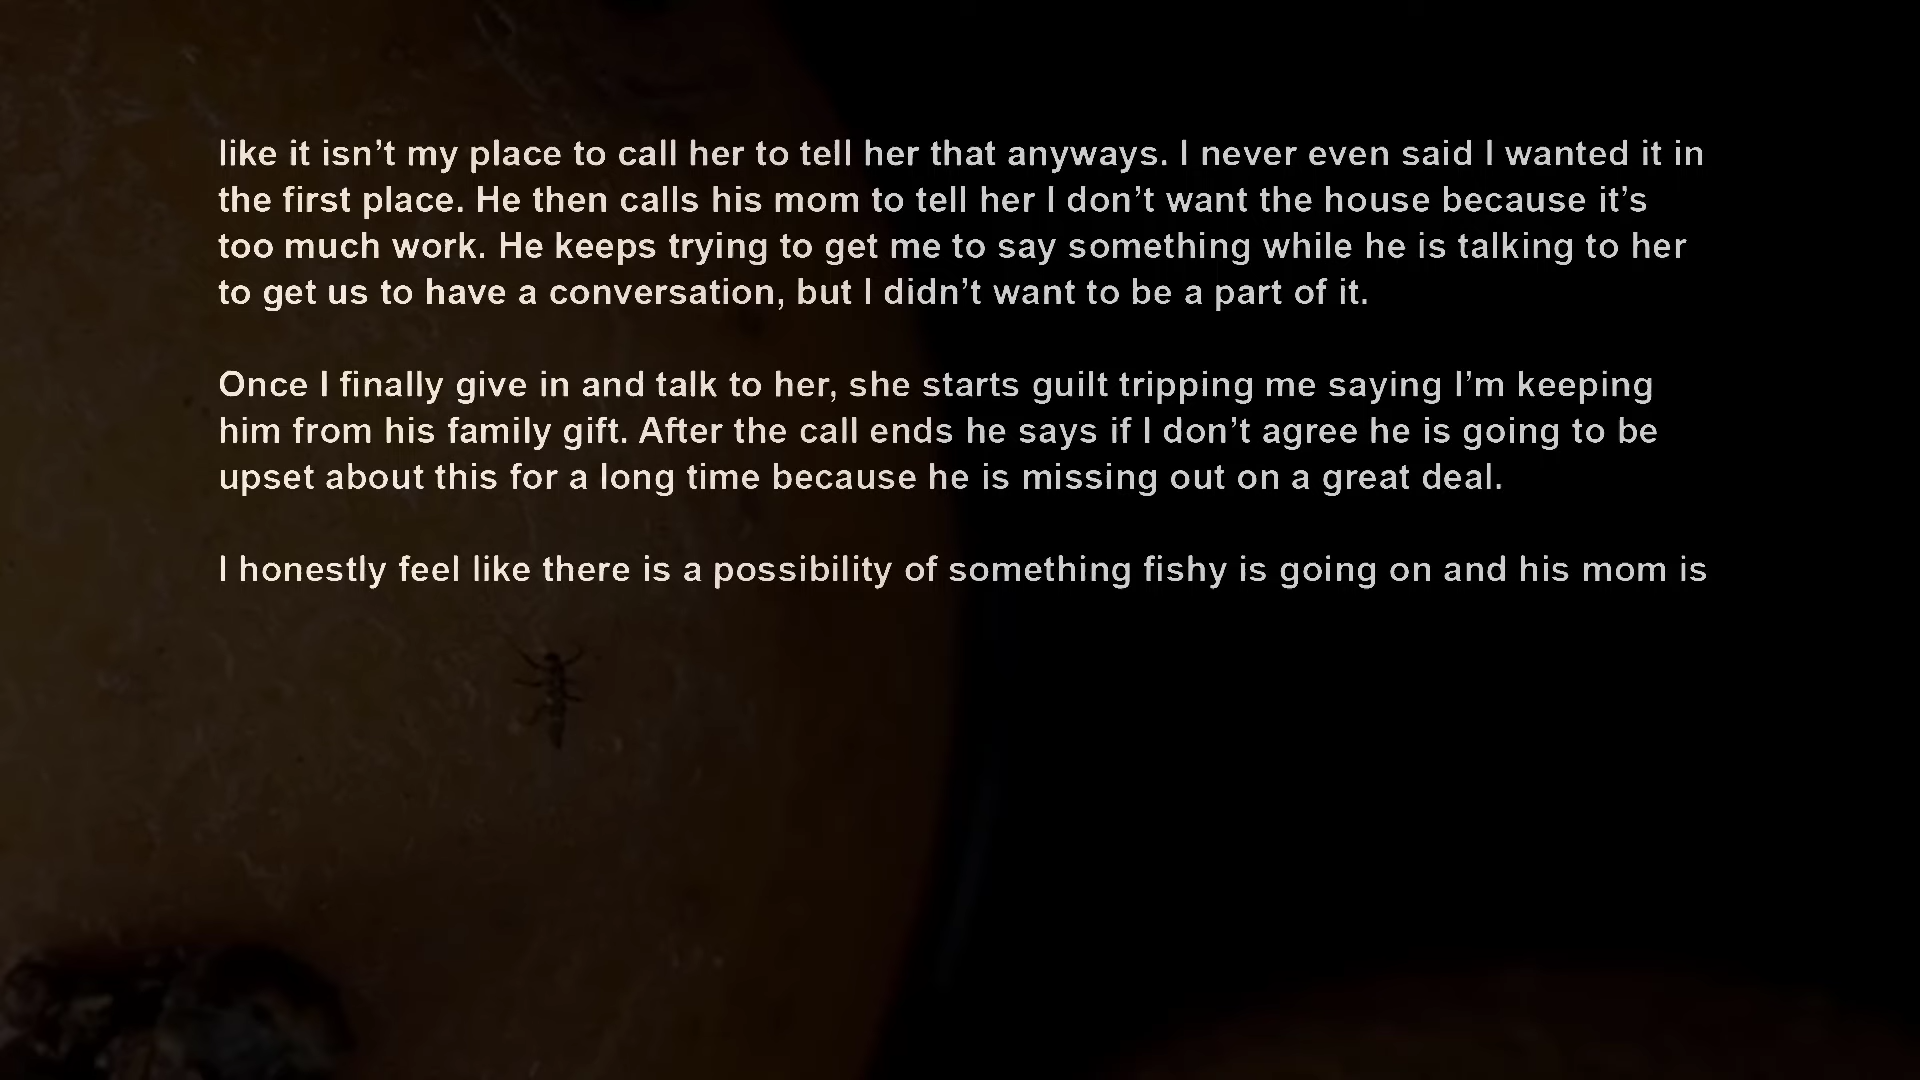 like it isn’t my place to call her to tell her that anyways. I never even said I wanted it in
the first place. He then calls his mom to tell her I don’t want the house because it’s
too much work. He keeps trying to get me to say something while he is talking to her
to get us to have a conversation, but I didn’t want to be a part of it.
Once I finally give in and talk to her, she starts guilt tripping me saying I’m keeping
him from his family gift. After the call ends he says if I don’t agree he is going to be
upset about this for a long time because he is missing out on a great deal.
I honestly feel like there is a possibility of something fishy is going on and his mom is